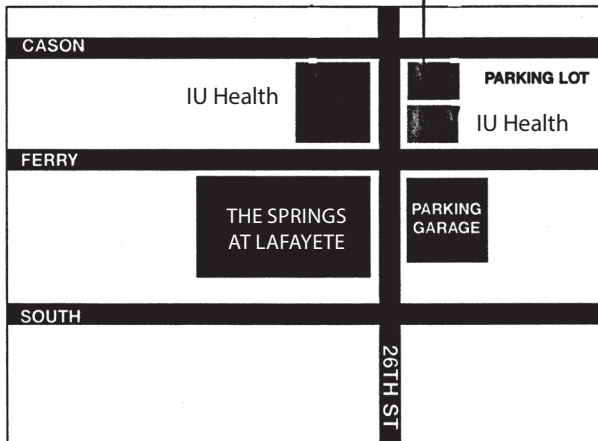 CASON
IU Health
PARKING LOT
IU Health
FERRY
THE SPRINGS
AT LAFAYETE
PARKING
GARAGE
SOUTH
26TH ST